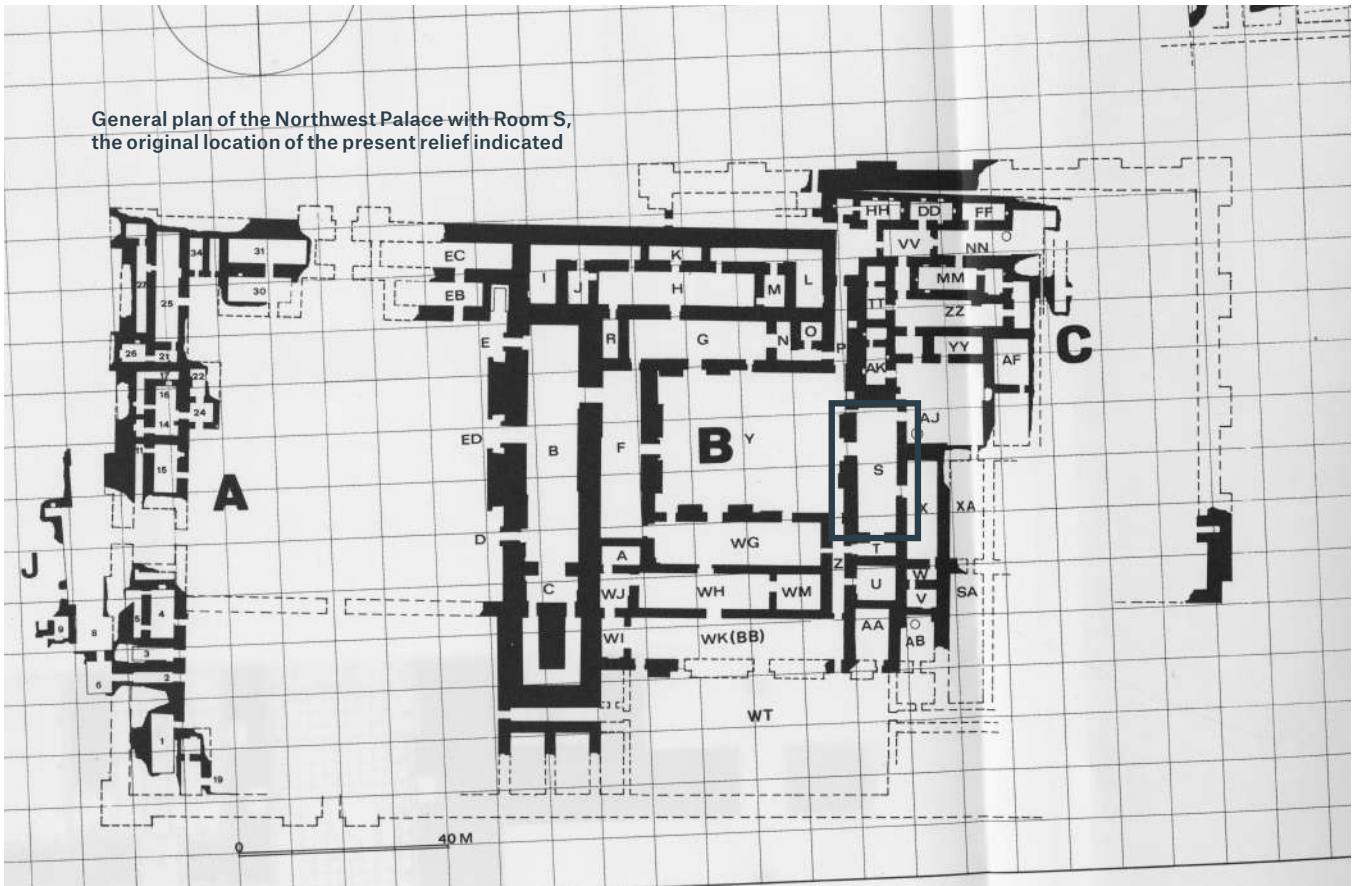 General plan of the Northwest Palace with Room S,
the original location of the present relief indicated
HH DD FF
VV NN
34 31 EC K
27 25 30 EB I J H M L TT MM
ZZ
E R G N O P YY
26 21 AK AF C
17 22
16 24
14 ED B F B Y AJ
11 15 S
A X XA
D WG
J A T
Z W
5 4 C WJ WH WM U V SA
9 8
3 WI WK(BB) AA AB
6 2
1 WT
19
0 40 M